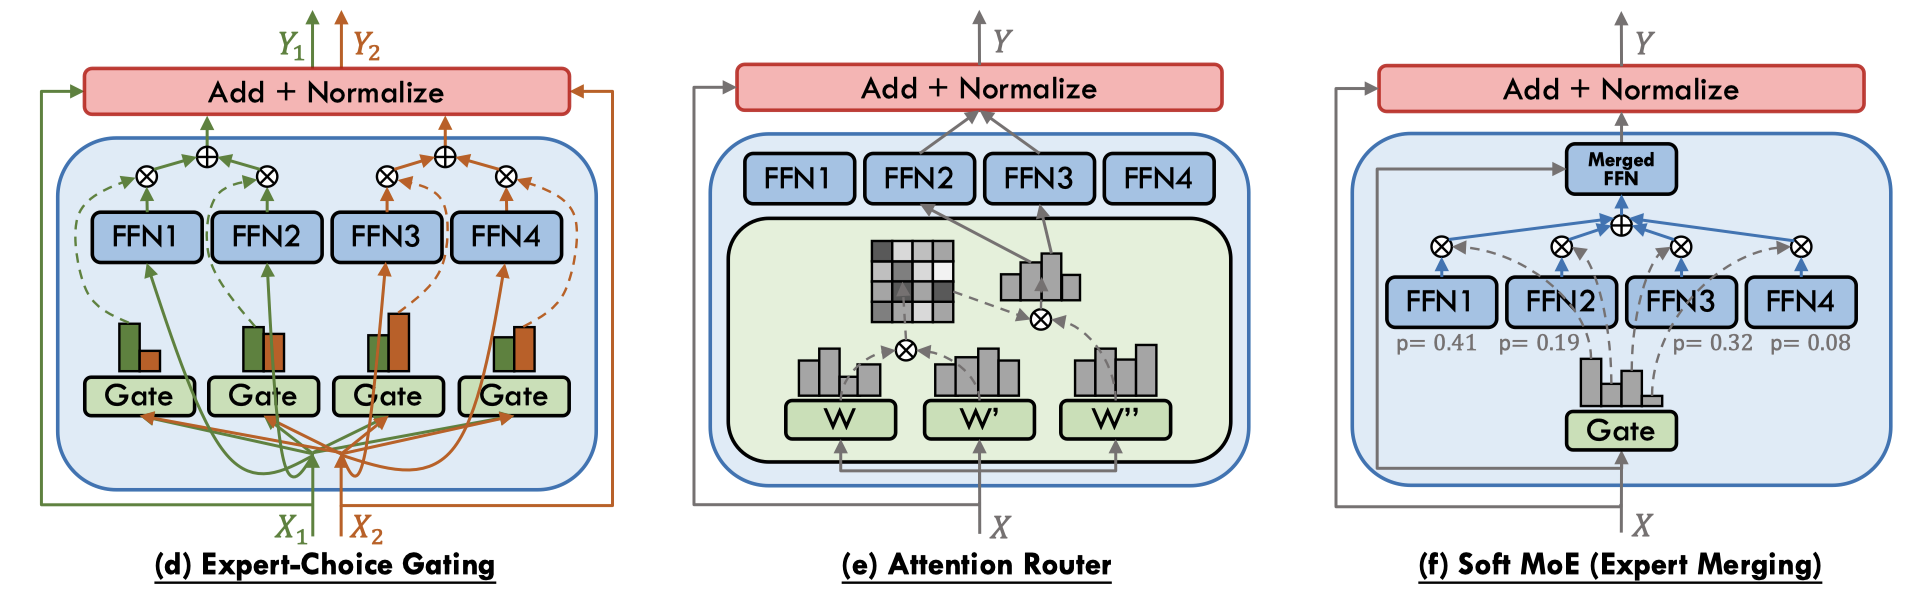 Y1 Y2
Add + Normalize
FFN1 FFN2 FFN3 FFN4
Gate Gate Gate Gate
X1 X2
(d) Expert-Choice Gating
Y
Add + Normalize
FFN1 FFN2 FFN3 FFN4
W W' W''
X
(e) Attention Router
Y
Add + Normalize
Merged
FFN
FFN1 FFN2 FFN3 FFN4
p= 0.41 p= 0.19 p= 0.32 p= 0.08
Gate
X
(f) Soft MoE (Expert Merging)